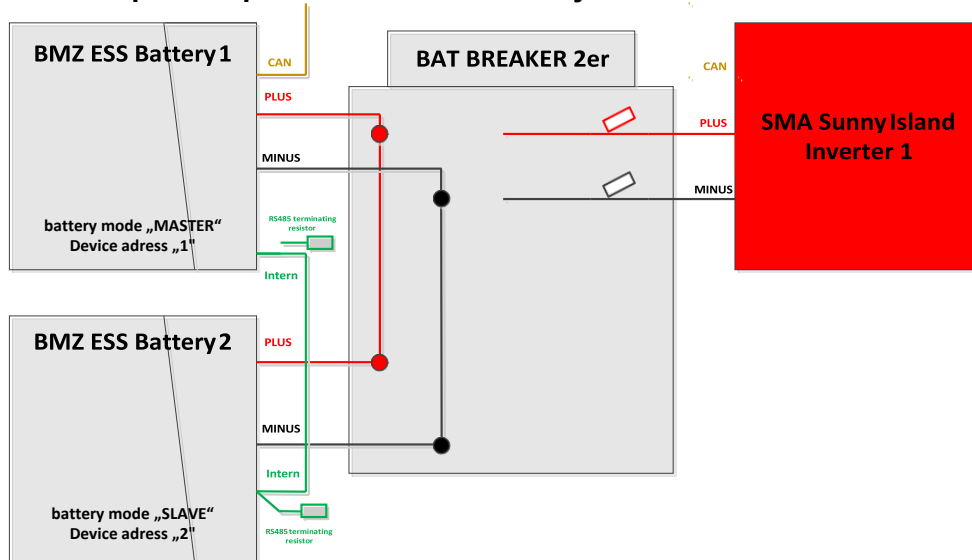 BMZ ESS Battery 1
CAN
PLUS
MINUS
battery mode „MASTER“
Device adress „1"
RS485 terminating
resistor
Intern
BAT BREAKER 2er
CAN
PLUS
MINUS
SMA Sunny Island
Inverter 1
BMZ ESS Battery 2
PLUS
MINUS
Intern
battery mode „SLAVE“
Device adress „2"
RS485 terminating
resistor